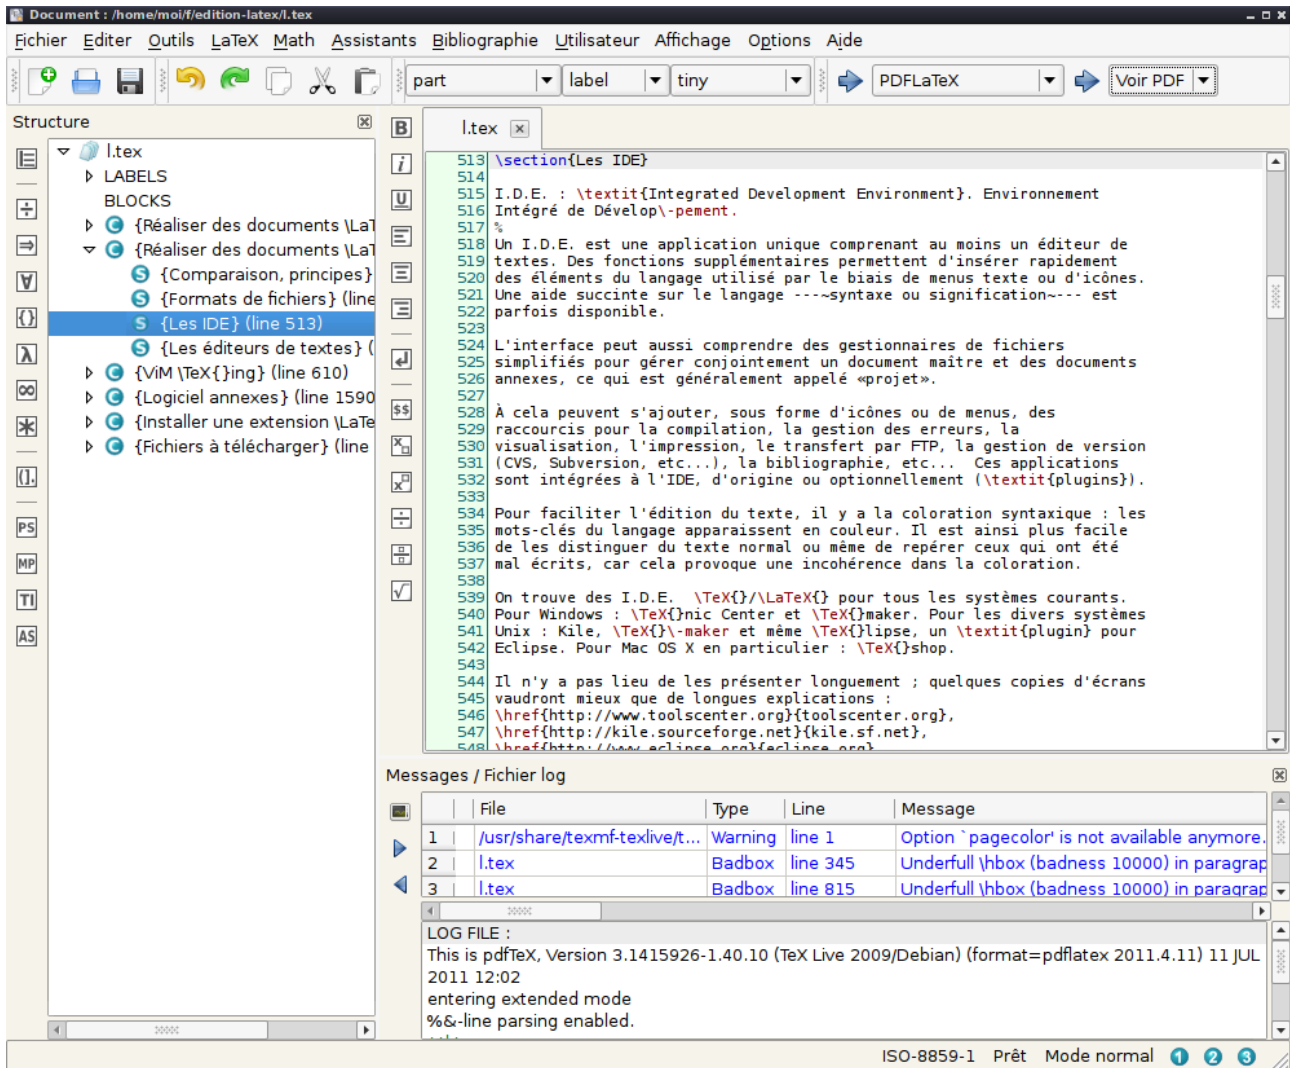 Document : /home/moi/f/edition-latex/l.tex
Fichier Editer Outils LaTeX Math Assistants Bibliographie Utilisateur Affichage Options Aide
part label tiny PDFLaTeX Voir PDF
Structure
l.tex
LABELS
BLOCKS
{Réaliser des documents \LaT
{Réaliser des documents \LaT
{Comparaison, principes}
{Formats de fichiers} (line
{Les IDE} (line 513)
{Les éditeurs de textes} (
{ViM \TeX{}ing} (line 610)
{Logiciel annexes} (line 1590
{Installer une extension \LaTe
{Fichiers à télécharger} (line
PS
MP
TI
AS
B
i
U
$$
l.tex
513 \section{Les IDE}
514
515 I.D.E. : \textit{Integrated Development Environment}. Environnement
516 Intégré de Dévelop\-pement.
517 %
518 Un I.D.E. est une application unique comprenant au moins un éditeur de
519 textes. Des fonctions supplémentaires permettent d'insérer rapidement
520 des éléments du langage utilisé par le biais de menus texte ou d'icônes.
521 Une aide succinte sur le langage ---~syntaxe ou signification~--- est
522 parfois disponible.
523
524 L'interface peut aussi comprendre des gestionnaires de fichiers
525 simplifiés pour gérer conjointement un document maître et des documents
526 annexes, ce qui est généralement appelé «projet».
527
528 À cela peuvent s'ajouter, sous forme d'icônes ou de menus, des
529 raccourcis pour la compilation, la gestion des erreurs, la
530 visualisation, l'impression, le transfert par FTP, la gestion de version
531 (CVS, Subversion, etc...), la bibliographie, etc... Ces applications
532 sont intégrées à l'IDE, d'origine ou optionnellement (\textit{plugins}).
533
534 Pour faciliter l'édition du texte, il y a la coloration syntaxique : les
535 mots-clés du langage apparaissent en couleur. Il est ainsi plus facile
536 de les distinguer du texte normal ou même de repérer ceux qui ont été
537 mal écrits, car cela provoque une incohérence dans la coloration.
538
539 On trouve des I.D.E. \TeX{}/\LaTeX{} pour tous les systèmes courants.
540 Pour Windows : \TeX{}nic Center et \TeX{}maker. Pour les divers systèmes
541 Unix : Kile, \TeX{}\-maker et même \TeX{}lipse, un \textit{plugin} pour
542 Eclipse. Pour Mac OS X en particulier : \TeX{}shop.
543
544 Il n'y a pas lieu de les présenter longuement ; quelques copies d'écrans
545 vaudront mieux que de longues explications :
546 \href{http://www.toolscenter.org}{toolscenter.org},
547 \href{http://kile.sourceforge.net}{kile.sf.net},
548 \href{http://www.eclipse.org}{eclipse.org}
Messages / Fichier log
File Type Line Message
1 /usr/share/texmf-texlive/t... Warning line 1 Option `pagecolor' is not available anymore.
2 l.tex Badbox line 345 Underfull \hbox (badness 10000) in paragrap
3 l.tex Badbox line 815 Underfull \hbox (badness 10000) in paragrap
LOG FILE :
This is pdfTeX, Version 3.1415926-1.40.10 (TeX Live 2009/Debian) (format=pdflatex 2011.4.11) 11 JUL
2011 12:02
entering extended mode
%&-line parsing enabled.
ISO-8859-1 Prêt Mode normal 1 2 3